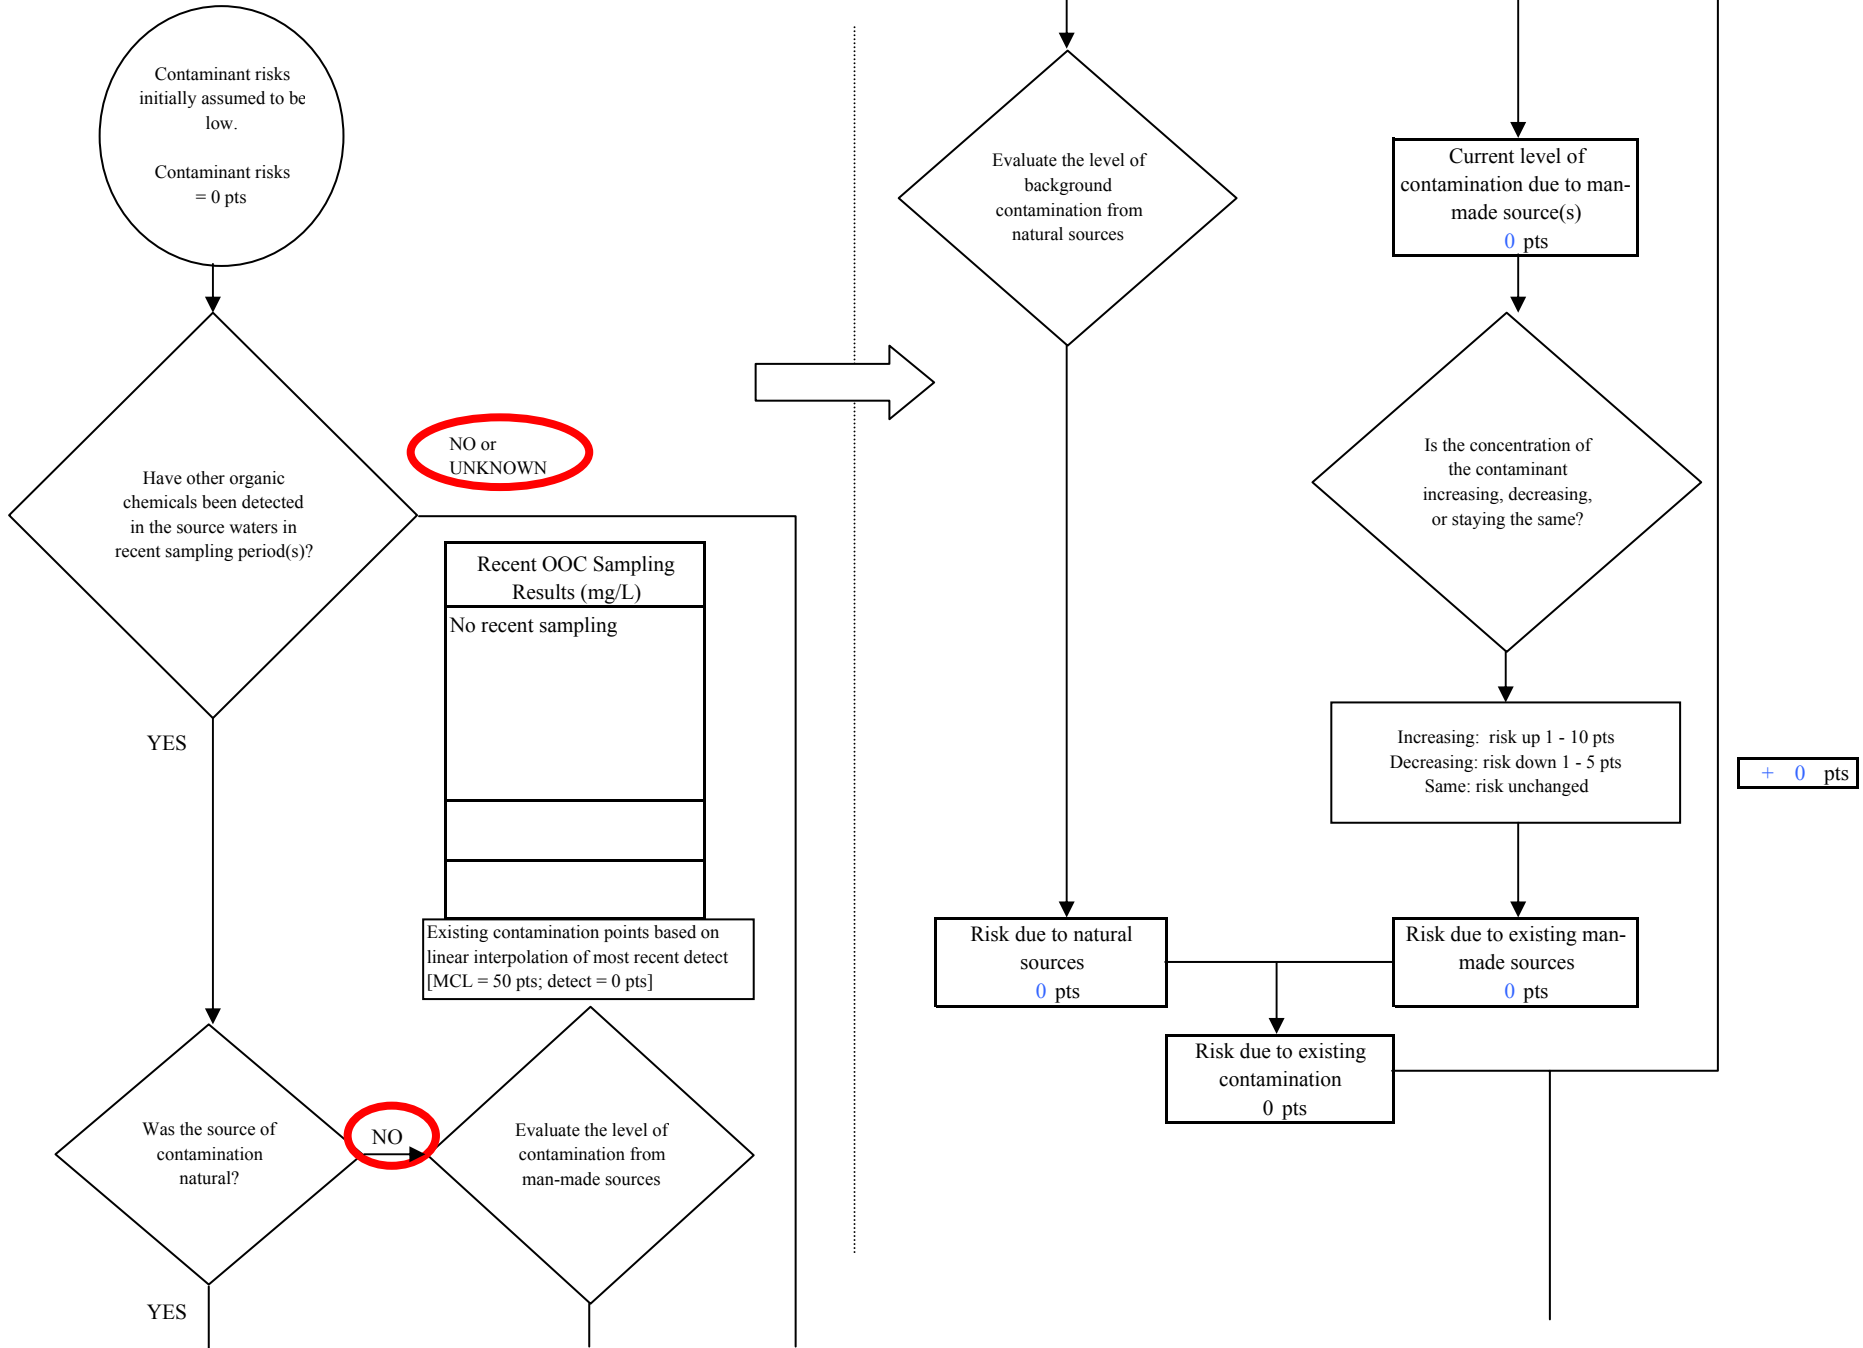 Contaminant risks
initially assumed to be
low.
Contaminant risks
= 0 pts
Have other organic
chemicals been detected
in the source waters in
recent sampling period(s)?
NO or
UNKNOWN
YES
Recent OOC Sampling
Results (mg/L)
No recent sampling
Existing contamination points based on
linear interpolation of most recent detect
[MCL = 50 pts; detect = 0 pts]
Was the source of
contamination
natural?
NO
Evaluate the level of
contamination from
man-made sources
YES
Evaluate the level of
background
contamination from
natural sources
Current level of
contamination due to man-
made source(s)
0 pts
Is the concentration of
the contaminant
increasing, decreasing,
or staying the same?
Increasing: risk up 1 - 10 pts
Decreasing: risk down 1 - 5 pts
Same: risk unchanged
+ 0 pts
Risk due to natural
sources
0 pts
Risk due to existing man-
made sources
0 pts
Risk due to existing
contamination
0 pts